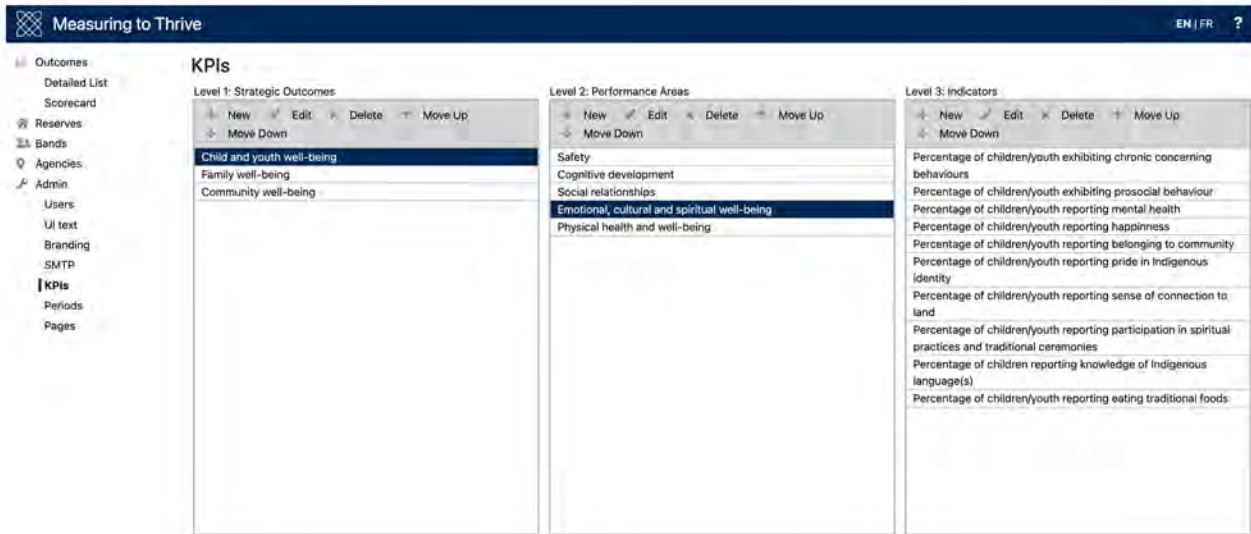 Measuring to Thrive
EN | FR ?
Outcomes
Detailed List
Scorecard
Reserves
Bands
Agencies
Admin
Users
UI text
Branding
SMTP
KPIs
Periods
Pages
KPIs
Level 1: Strategic Outcomes
New Edit Delete Move Up
Move Down
Child and youth well-being
Family well-being
Community well-being
Level 2: Performance Areas
New Edit Delete Move Up
Move Down
Safety
Cognitive development
Social relationships
Emotional, cultural and spiritual well-being
Physical health and well-being
Level 3: Indicators
New Edit Delete Move Up
Move Down
Percentage of children/youth exhibiting chronic concerning
behaviours
Percentage of children/youth exhibiting prosocial behaviour
Percentage of children/youth reporting mental health
Percentage of children/youth reporting happinness
Percentage of children/youth reporting belonging to community
Percentage of children/youth reporting pride in Indigenous
identity
Percentage of children/youth reporting sense of connection to
land
Percentage of children/youth reporting participation in spiritual
practices and traditional ceremonies
Percentage of children reporting knowledge of Indigenous
language(s)
Percentage of children/youth reporting eating traditional foods